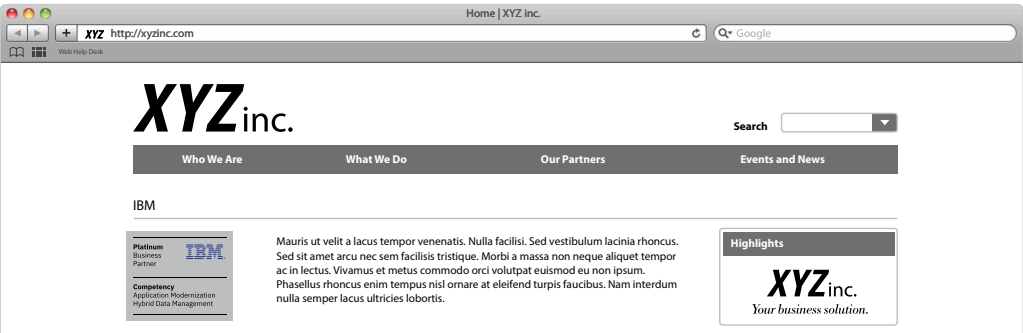 Home | XYZ inc.
XYZ http://xyzinc.com
Google
Web Help Desk
XYZ inc.
Search
Who We Are What We Do Our Partners Events and News
IBM
Platinum
Business
Partner
IBM
Competency
Application Modernization
Hybrid Data Management
Mauris ut velit a lacus tempor venenatis. Nulla facilisi. Sed vestibulum lacinia rhoncus.
Sed sit amet arcu nec sem facilisis tristique. Morbi a massa non neque aliquet tempor
ac in lectus. Vivamus et metus commodo orci volutpat euismod eu non ipsum.
Phasellus rhoncus enim tempus nisl ornare at eleifend turpis faucibus. Nam interdum
nulla semper lacus ultricies lobortis.
Highlights
XYZ inc.
Your business solution.